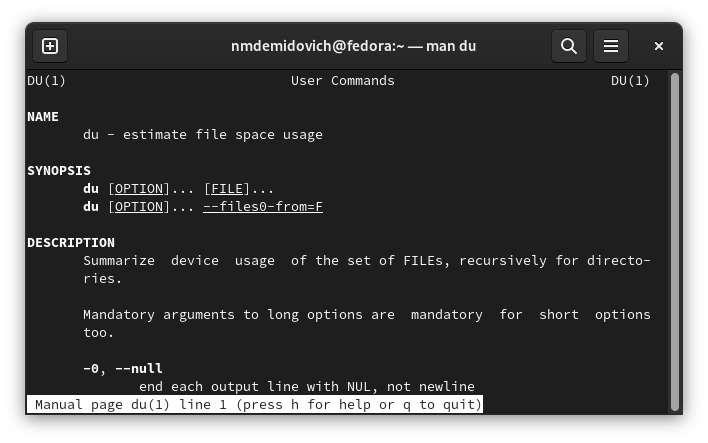 nmdemidovich@fedora:~ — man du
DU(1) User Commands DU(1)
NAME
du - estimate file space usage
SYNOPSIS
du [OPTION]... [FILE]...
du [OPTION]... --files0-from=F
DESCRIPTION
Summarize  device  usage  of the set of FILEs, recursively for directo-
ries.
Mandatory arguments to long options are  mandatory  for  short  options
too.
-0, --null
end each output line with NUL, not newline
Manual page du(1) line 1 (press h for help or q to quit)